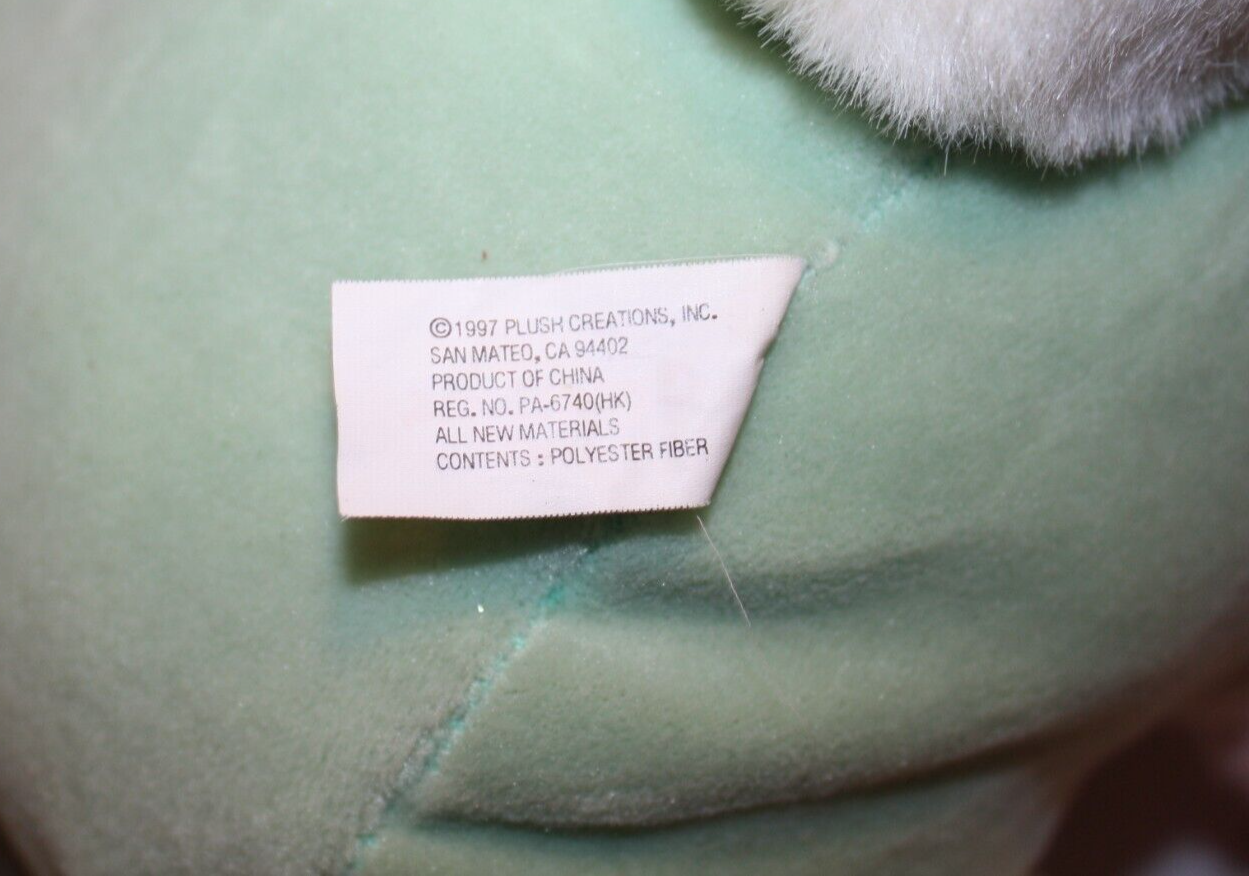 ©1997 PLUSH CREATIONS, INC.
SAN MATEO, CA 94402
PRODUCT OF CHINA
REG. NO. PA-6740(HK)
ALL NEW MATERIALS
CONTENTS : POLYESTER FIBER